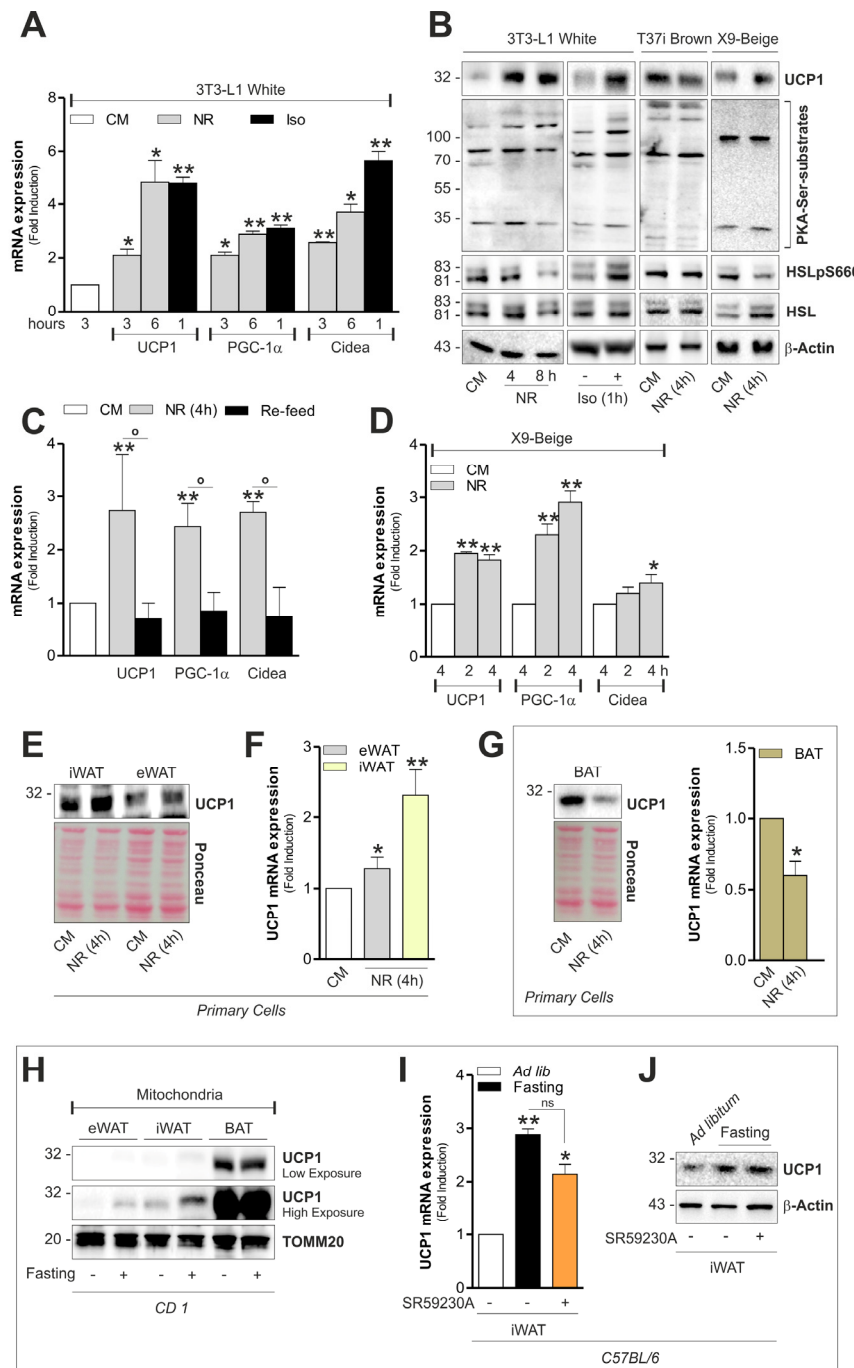 A
3T3-L1 White
CM NR Iso
mRNA expression
(Fold Induction)
8
6
4
2
0
* * ** * ** ** ** * **
hours 3 3 6 1 3 6 1 3 6 1
UCP1 PGC-1α Cidea
B
3T3-L1 White T37i Brown X9-Beige
32 - UCP1
100 -
70 -
55 -
35 -
PKA-Ser-substrates
83 -
81 -
HSLpS660
83 -
81 -
HSL
43 - β-Actin
CM 4 8 h - + CM NR (4h) CM NR (4h)
NR Iso (1h)
C
CM NR (4h) Re-feed
mRNA expression
(Fold Induction)
4
3
2
1
0
** o ** o ** o
UCP1 PGC-1α Cidea
D
X9-Beige
CM
NR
mRNA expression
(Fold Induction)
4
3
2
1
0
** ** ** ** *
4 2 4 4 2 4 4 2 4 h
UCP1 PGC-1α Cidea
E
iWAT eWAT
32 - UCP1
Ponceau
CM NR (4h) CM NR (4h)
F
eWAT
iWAT
UCP1 mRNA expression
(Fold Induction)
3
2
1
0
* **
CM NR (4h)
Primary Cells
G
BAT
32 - UCP1
Ponceau
CM NR (4h)
Primary Cells
BAT
UCP1 mRNA expression
(Fold Induction)
1.5
1.0
0.5
0.0
*
CM NR (4h)
H
Mitochondria
eWAT iWAT BAT
32 - UCP1
Low Exposure
32 - UCP1
High Exposure
20 - TOMM20
Fasting - + - + - +
CD 1
I
Ad lib
Fasting
UCP1 mRNA expression
(Fold Induction)
4
3
2
1
0
** ns *
SR59230A - - +
iWAT
J
Ad libitum Fasting
32 - UCP1
43 - β-Actin
SR59230A - - +
iWAT
C57BL/6